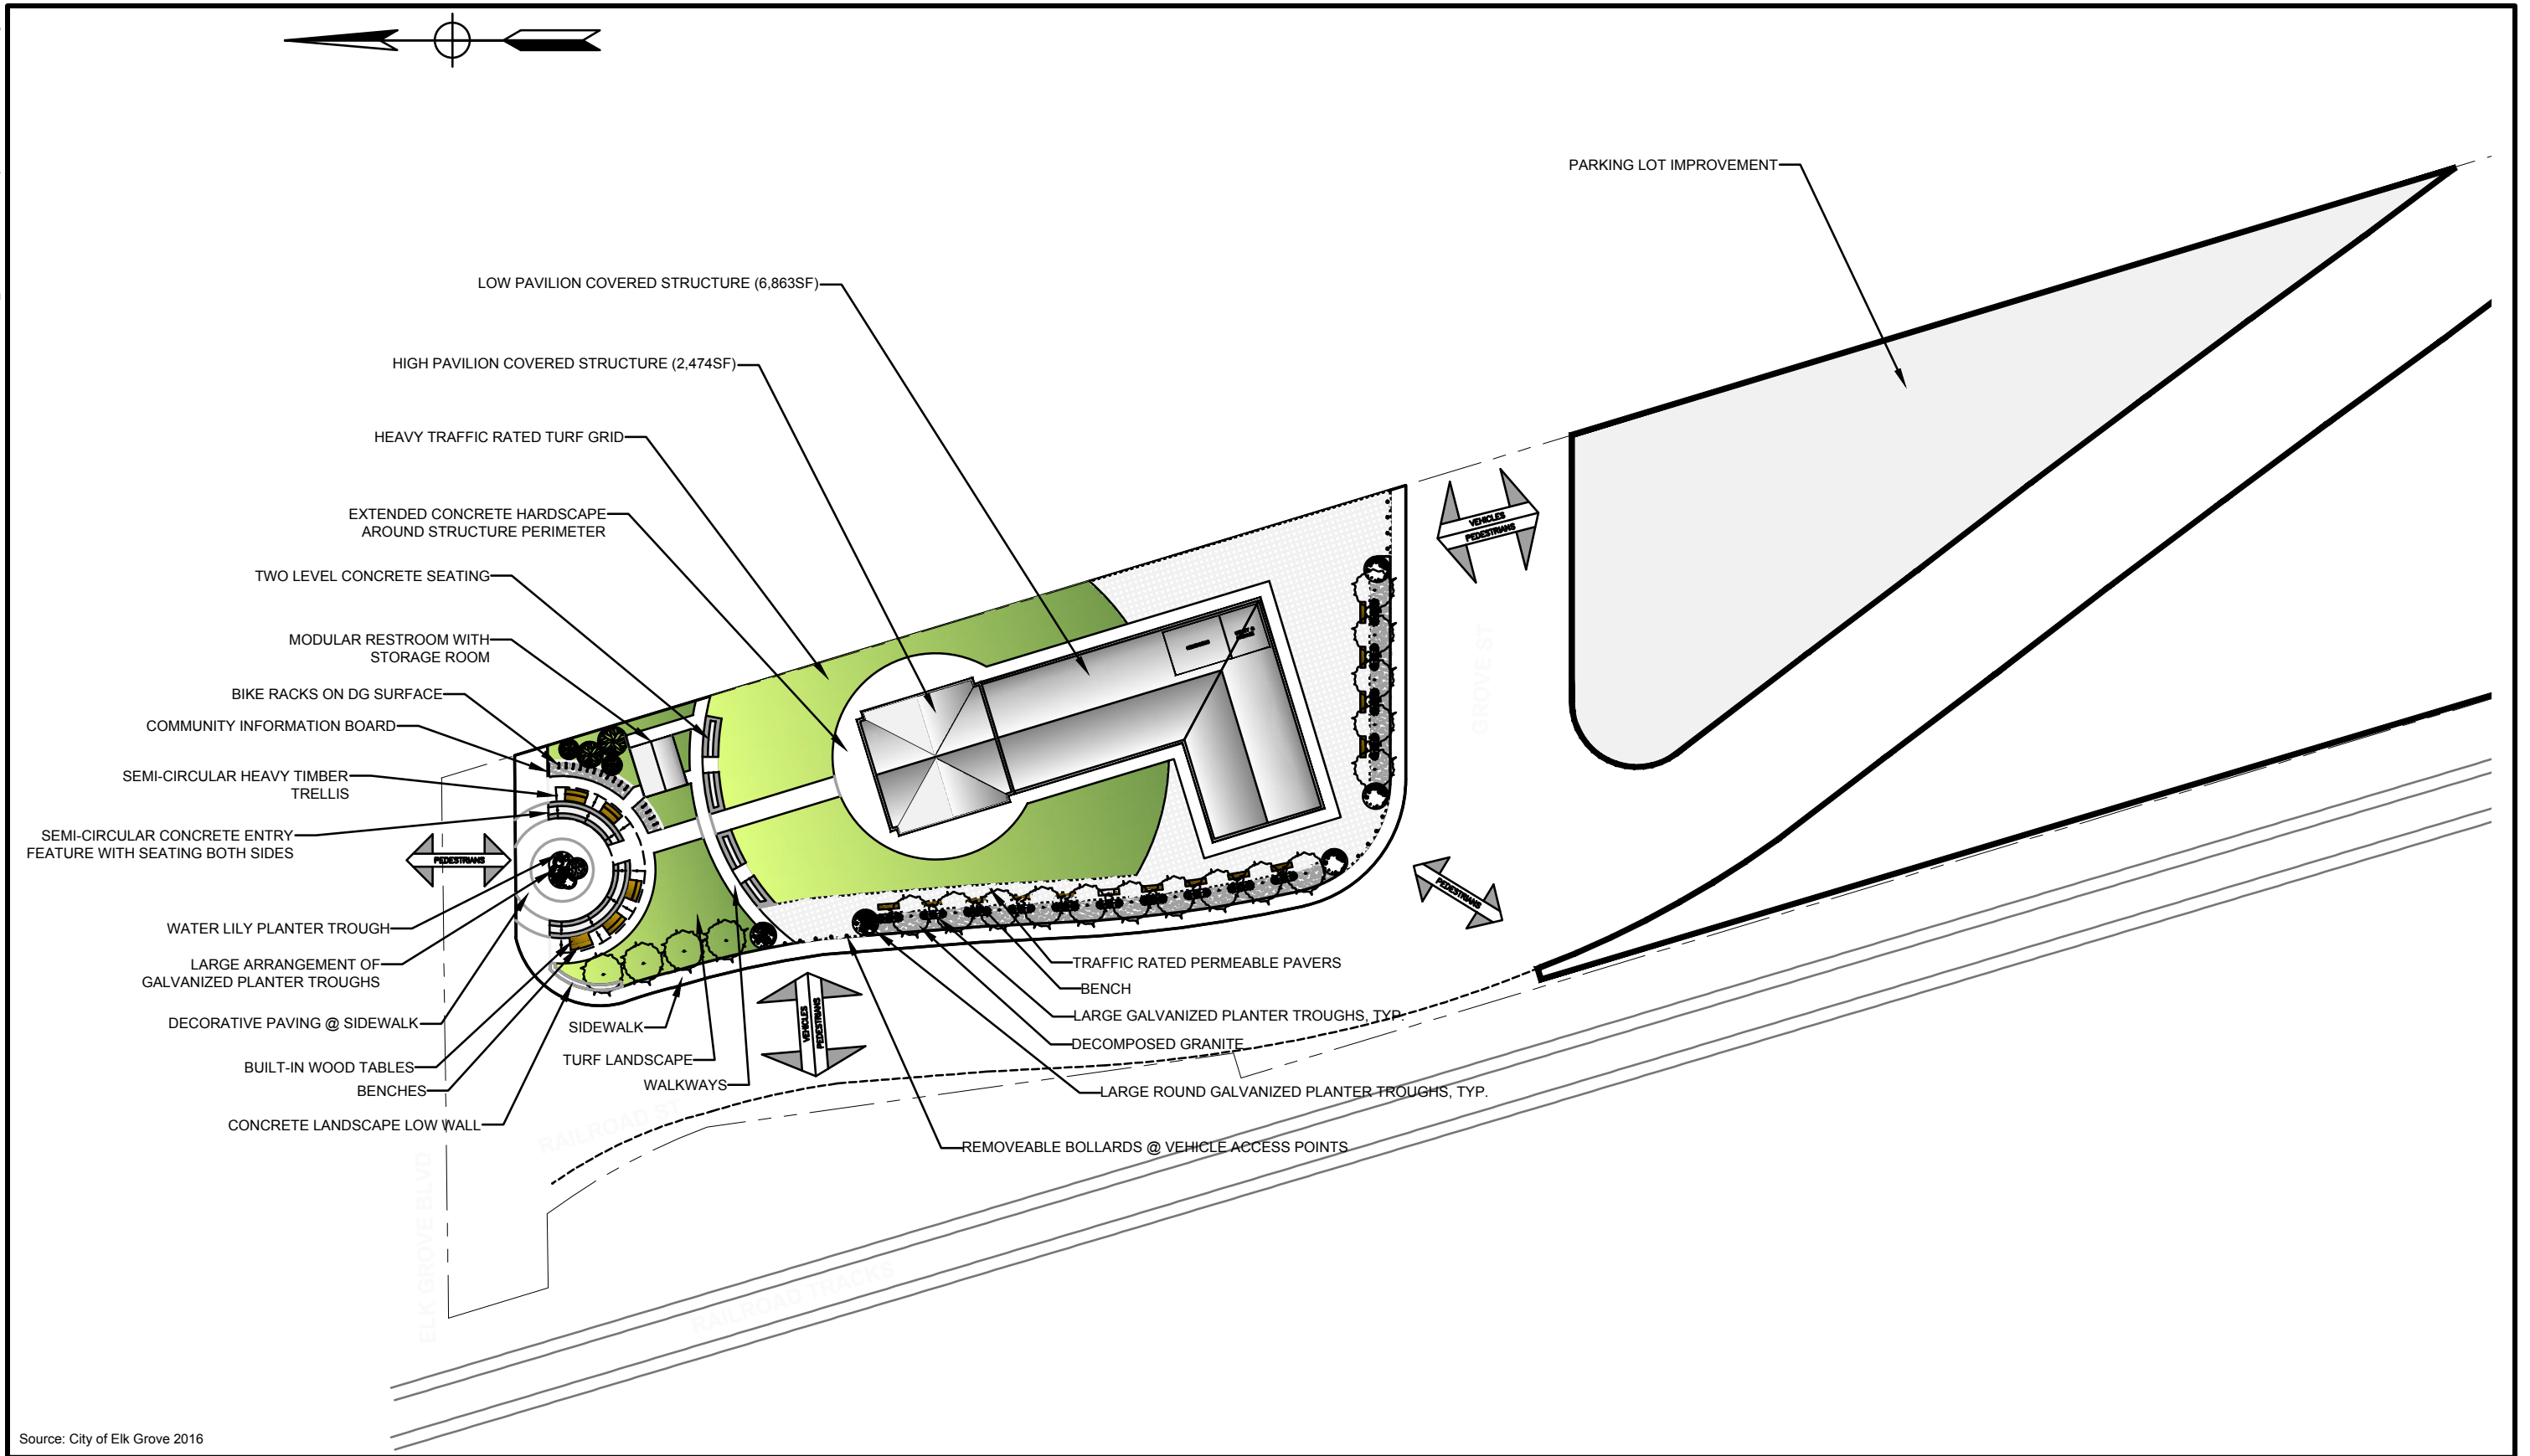 PARKING LOT IMPROVEMENT
LOW PAVILION COVERED STRUCTURE (6,863SF)
HIGH PAVILION COVERED STRUCTURE (2,474SF)
HEAVY TRAFFIC RATED TURF GRID
EXTENDED CONCRETE HARDSCAPE
AROUND STRUCTURE PERIMETER
TWO LEVEL CONCRETE SEATING
MODULAR RESTROOM WITH
STORAGE ROOM
BIKE RACKS ON DG SURFACE
COMMUNITY INFORMATION BOARD
SEMI-CIRCULAR HEAVY TIMBER
TRELLIS
SEMI-CIRCULAR CONCRETE ENTRY
FEATURE WITH SEATING BOTH SIDES
WATER LILY PLANTER TROUGH
LARGE ARRANGEMENT OF
GALVANIZED PLANTER TROUGHS
DECORATIVE PAVING @ SIDEWALK
BUILT-IN WOOD TABLES
BENCHES
CONCRETE LANDSCAPE LOW WALL
SIDEWALK
TURF LANDSCAPE
WALKWAYS
TRAFFIC RATED PERMEABLE PAVERS
BENCH
LARGE GALVANIZED PLANTER TROUGHS, TYP.
DECOMPOSED GRANITE
LARGE ROUND GALVANIZED PLANTER TROUGHS, TYP.
REMOVEABLE BOLLARDS @ VEHICLE ACCESS POINTS
VEHICLES
PEDESTRIANS
PEDESTRIANS
PEDESTRIANS
VEHICLES
PEDESTRIANS
GROVE ST
RAILROAD ST
ELK GROVE BLVD
RAILROAD TRACKS
Source: City of Elk Grove 2016